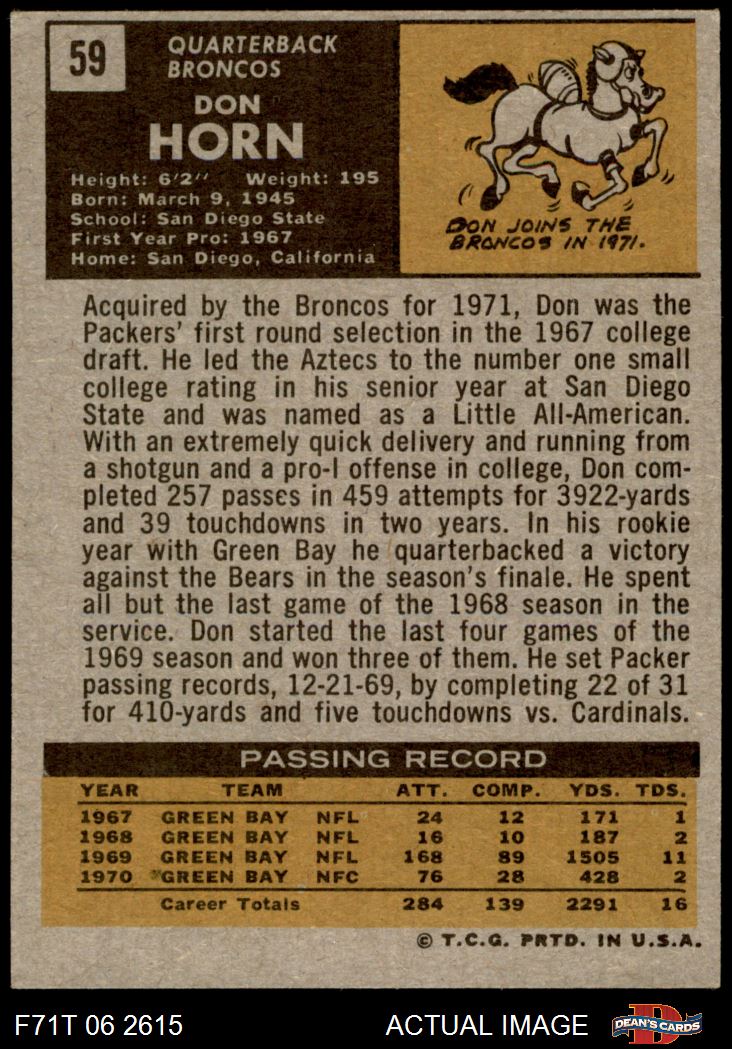 59
QUARTERBACK
BRONCOS
DON
HORN
Height: 6'2" Weight: 195
Born: March 9, 1945
School: San Diego State
First Year Pro: 1967
Home: San Diego, California
DON JOINS THE
BRONCOS IN 1971.
Acquired by the Broncos for 1971, Don was the
Packers' first round selection in the 1967 college
draft. He led the Aztecs to the number one small
college rating in his senior year at San Diego
State and was named as a Little All-American.
With an extremely quick delivery and running from
a shotgun and a pro-I offense in college, Don com-
pleted 257 passes in 459 attempts for 3922-yards
and 39 touchdowns in two years. In his rookie
year with Green Bay he quarterbacked a victory
against the Bears in the season's finale. He spent
all but the last game of the 1968 season in the
service. Don started the last four games of the
1969 season and won three of them. He set Packer
passing records, 12-21-69, by completing 22 of 31
for 410-yards and five touchdowns vs. Cardinals.
PASSING RECORD
YEAR TEAM ATT. COMP. YDS. TDS.
1967 GREEN BAY NFL 24 12 171 1
1968 GREEN BAY NFL 16 10 187 2
1969 GREEN BAY NFL 168 89 1505 11
1970 GREEN BAY NFC 76 28 428 2
Career Totals 284 139 2291 16
© T.C.G. PRTD. IN U.S.A.
F71T 06 2615 ACTUAL IMAGE DEAN'S CARDS